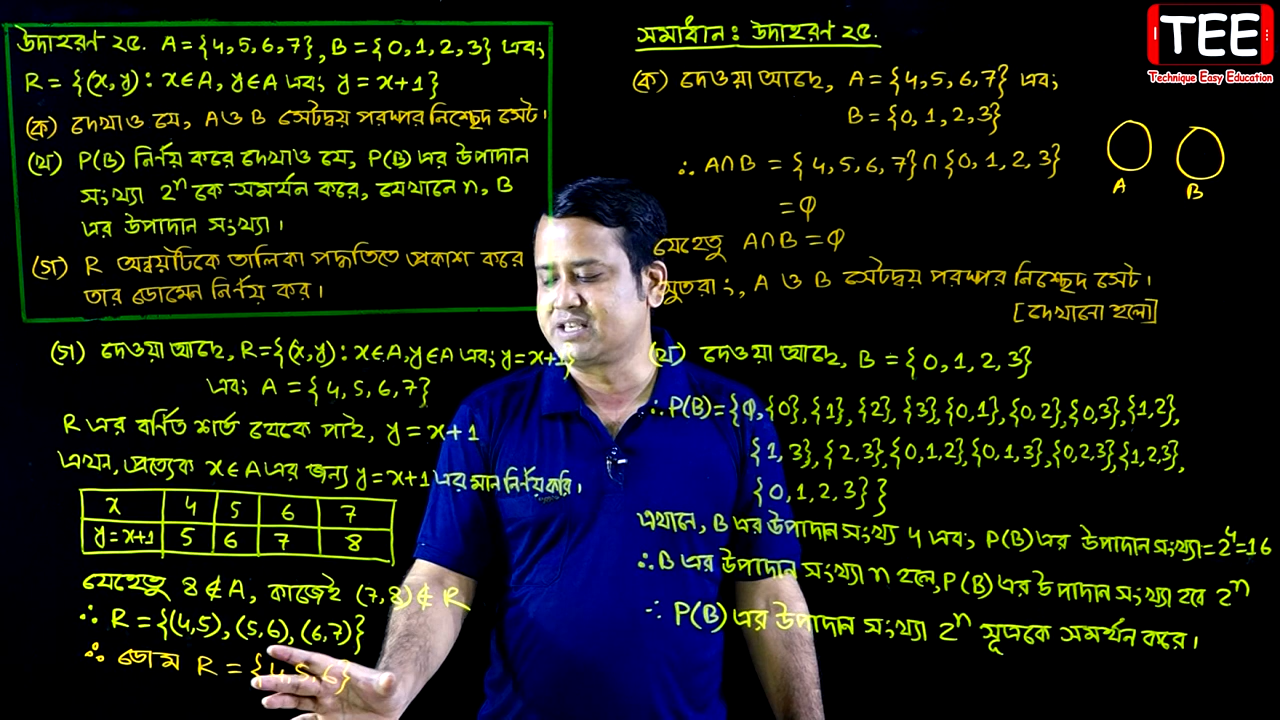 উদাহরণ ২৫. A={4,5,6,7}, B={0,1,2,3} এবং
R = {(x,y): x∈A, y∈A এবং y=x+1}
(ক) দেখাও যে, A ও B সেটদ্বয় পরস্পর নিশ্ছেদ সেট।
(খ) P(B) নির্ণয় করে দেখাও যে, P(B) এর উপাদান
সংখ্যা 2ⁿ কে সমর্থন করে, যেখানে n, B
এর উপাদান সংখ্যা।
(গ) R অন্বয়টিকে তালিকা পদ্ধতিতে প্রকাশ করে
তার ডোমেন নির্ণয় কর।
(গ) দেওয়া আছে, R={(x,y): x∈A, y∈A এবং y=x+1}
এবং A = {4,5,6,7}
R এর বর্ণিত শর্ত থেকে পাই, y=x+1
এখন, প্রত্যেক x∈A এর জন্য y=x+1 এর মান নির্ণয় করি।
x 4 5 6 7
y=x+1 5 6 7 8
যেহেতু 8∉A, কাজেই (7,8)∉R
∴ R={(4,5), (5,6), (6,7)}
∴ ডোম R = {4,5,6}
সমাধান: উদাহরণ ২৫.
(ক) দেওয়া আছে, A={4,5,6,7} এবং
B={0,1,2,3}
∴ A∩B = {4,5,6,7}∩{0,1,2,3}
=φ
যেহেতু A∩B=φ
সুতরাং, A ও B সেটদ্বয় পরস্পর নিশ্ছেদ সেট।
[দেখানো হলো]
A B
(খ) দেওয়া আছে, B={0,1,2,3}
∴P(B)={φ,{0},{1},{2},{3},{0,1},{0,2},{0,3},{1,2},
{1,3},{2,3},{0,1,2},{0,1,3},{0,2,3},{1,2,3},
{0,1,2,3}}
এখানে, B এর উপাদান সংখ্য 4 এবং P(B) এর উপাদান সংখ্যা=2⁴=16
∴B এর উপাদান সংখ্যা n হলে, P(B) এর উপাদান সংখ্যা হবে 2ⁿ
∴ P(B) এর উপাদান সংখ্যা 2ⁿ সূত্রকে সমর্থন করে।
TEE
Technique Easy Education